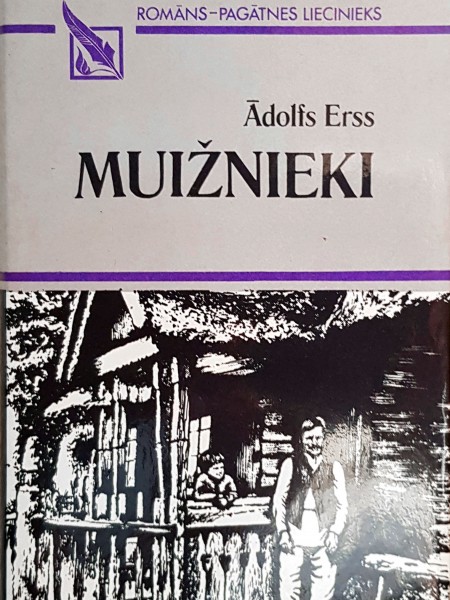 ROMĀNS-PAGĀTNES LIECINIEKS
Ādolfs Erss
MUIŽNIEKI